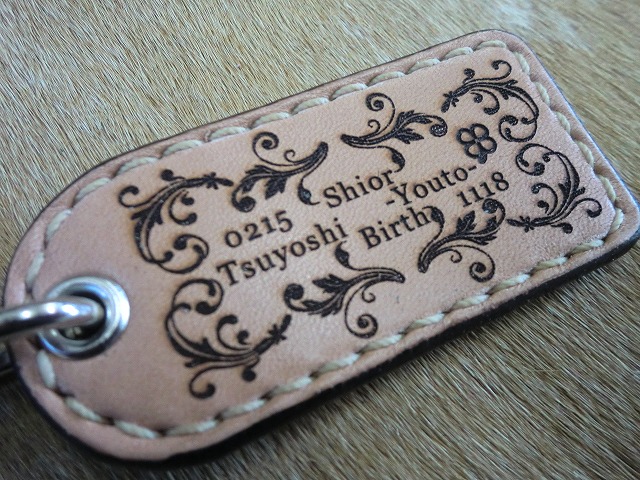 0215 Shior
Tsuyoshi -Youto-
Birth 1118